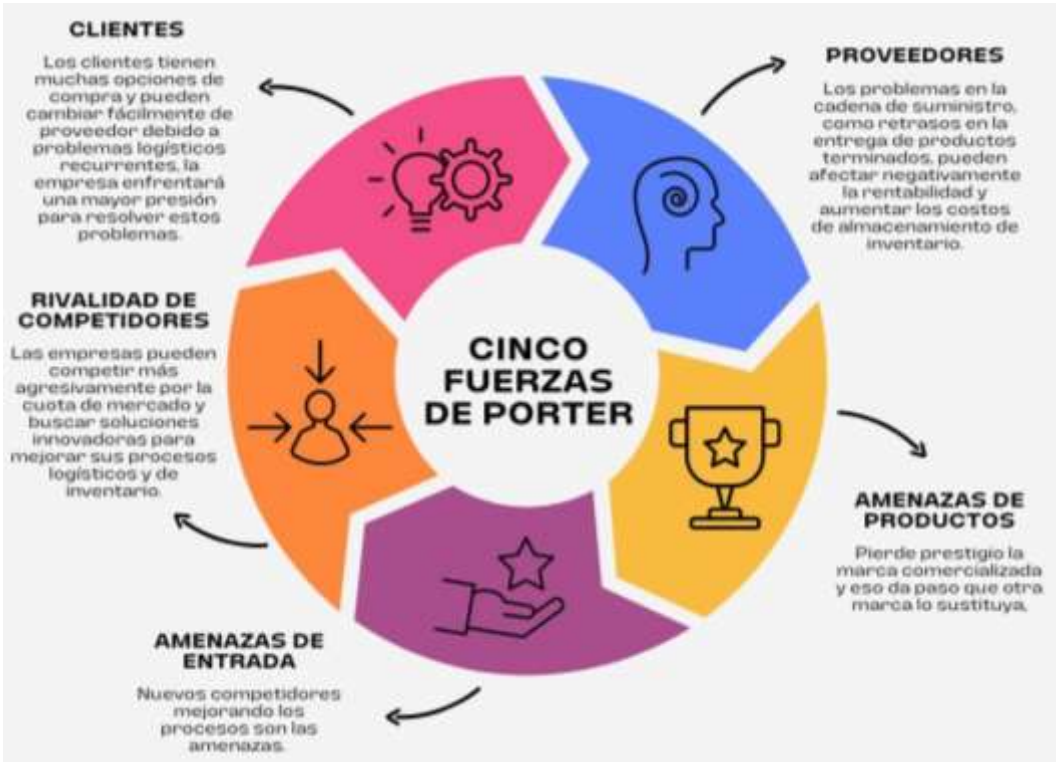 CLIENTES
Los clientes tienen
muchas opciones de
compra y pueden
cambiar fácilmente de
proveedor debido a
problemas logísticos
recurrentes, la
empresa enfrentará
una mayor presión
para resolver estos
problemas.
PROVEEDORES
Los problemas en la
cadena de suministro,
como retrasos en la
entrega de productos
terminados, pueden
afectar negativamente
la rentabilidad y
aumentar los costos
de almacenamiento de
inventario.
RIVALIDAD DE
COMPETIDORES
Las empresas pueden
competir más
agresivamente por la
cuota de mercado y
buscar soluciones
innovadoras para
mejorar sus procesos
logísticos y de
inventario.
CINCO
FUERZAS
DE PORTER
AMENAZAS DE
PRODUCTOS
Pierde prestigio la
marca comercializada
y eso da paso que otra
marca lo sustituya,
AMENAZAS DE
ENTRADA
Nuevos competidores
mejorando los
procesos son las
amenazas.